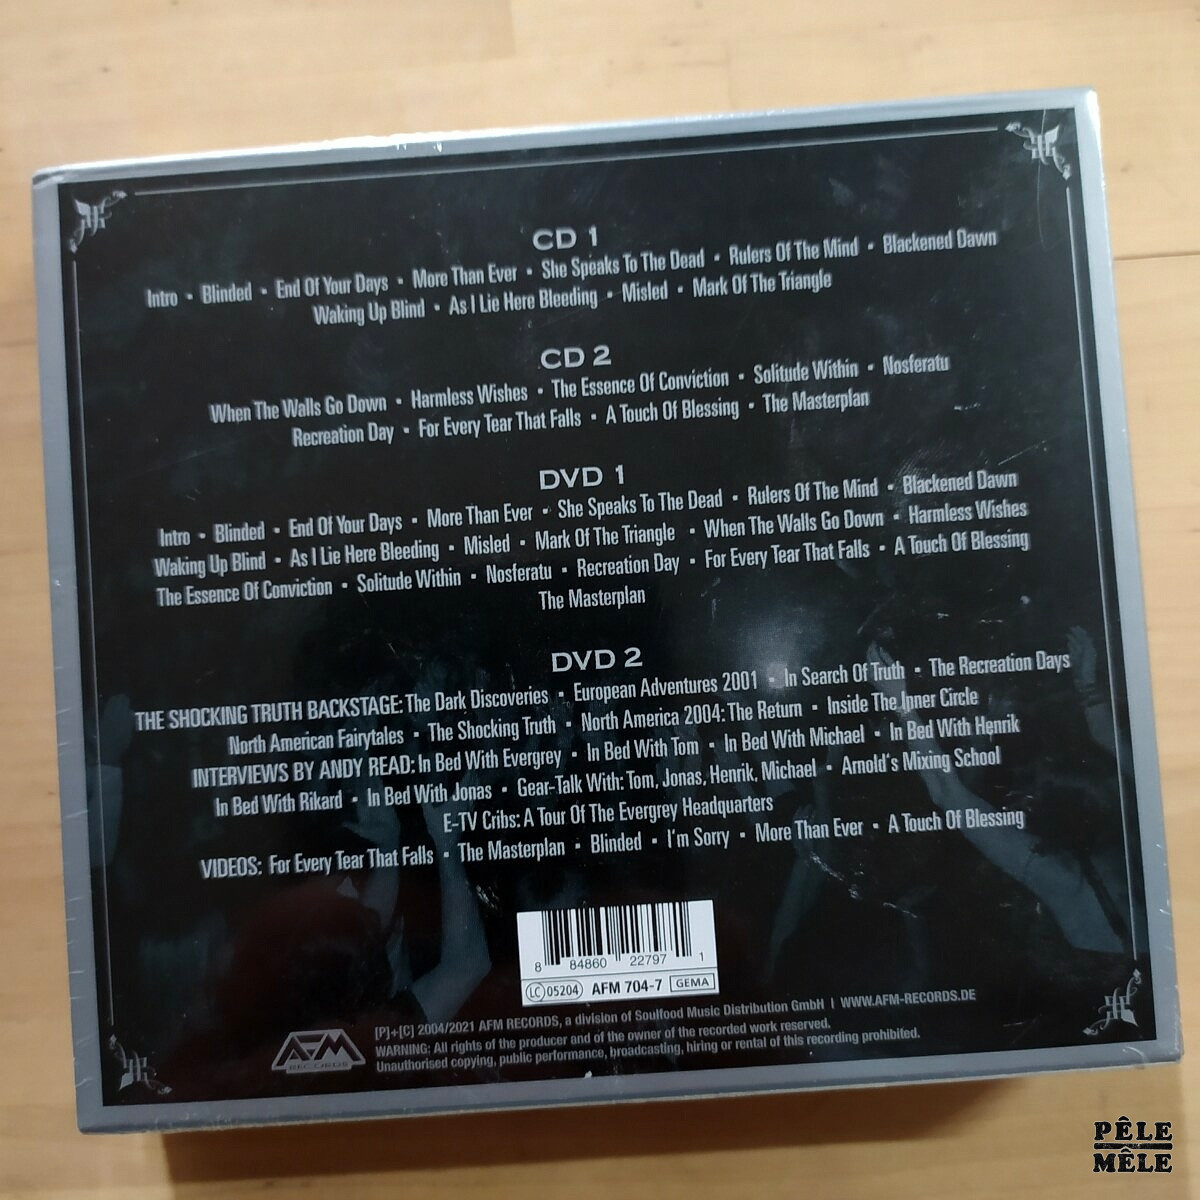 CD 1
Intro • Blinded • End Of Your Days • More Than Ever • She Speaks To The Dead • Rulers Of The Mind • Blackened Dawn
Waking Up Blind • As I Lie Here Bleeding • Misled • Mark Of The Triangle
CD 2
When The Walls Go Down • Harmless Wishes • The Essence Of Conviction • Solitude Within • Nosferatu
Recreation Day • For Every Tear That Falls • A Touch Of Blessing • The Masterplan
DVD 1
Intro • Blinded • End Of Your Days • More Than Ever • She Speaks To The Dead • Rulers Of The Mind • Blackened Dawn
Waking Up Blind • As I Lie Here Bleeding • Misled • Mark Of The Triangle • When The Walls Go Down • Harmless Wishes
The Essence Of Conviction • Solitude Within • Nosferatu • Recreation Day • For Every Tear That Falls • A Touch Of Blessing
The Masterplan
DVD 2
THE SHOCKING TRUTH BACKSTAGE: The Dark Discoveries • European Adventures 2001 • In Search Of Truth • The Recreation Days
North American Fairytales • The Shocking Truth • North America 2004: The Return • Inside The Inner Circle
INTERVIEWS BY ANDY READ: In Bed With Evergrey • In Bed With Tom • In Bed With Michael • In Bed With Henrik
In Bed With Rikard • In Bed With Jonas • Gear-Talk With: Tom, Jonas, Henrik, Michael • Arnold's Mixing School
E-TV Cribs: A Tour Of The Evergrey Headquarters
VIDEOS: For Every Tear That Falls • The Masterplan • Blinded • I'm Sorry • More Than Ever • A Touch Of Blessing
8 84860 22797 1
LC 05204 AFM 704-7 GEMA
AFM RECORDS
[P]+[C] 2004/2021 AFM RECORDS, a division of Soulfood Music Distribution GmbH | WWW.AFM-RECORDS.DE
WARNING: All rights of the producer and of the owner of the recorded work reserved.
Unauthorised copying, public performance, broadcasting, hiring or rental of this recording prohibited.
PÊLE
MÊLE